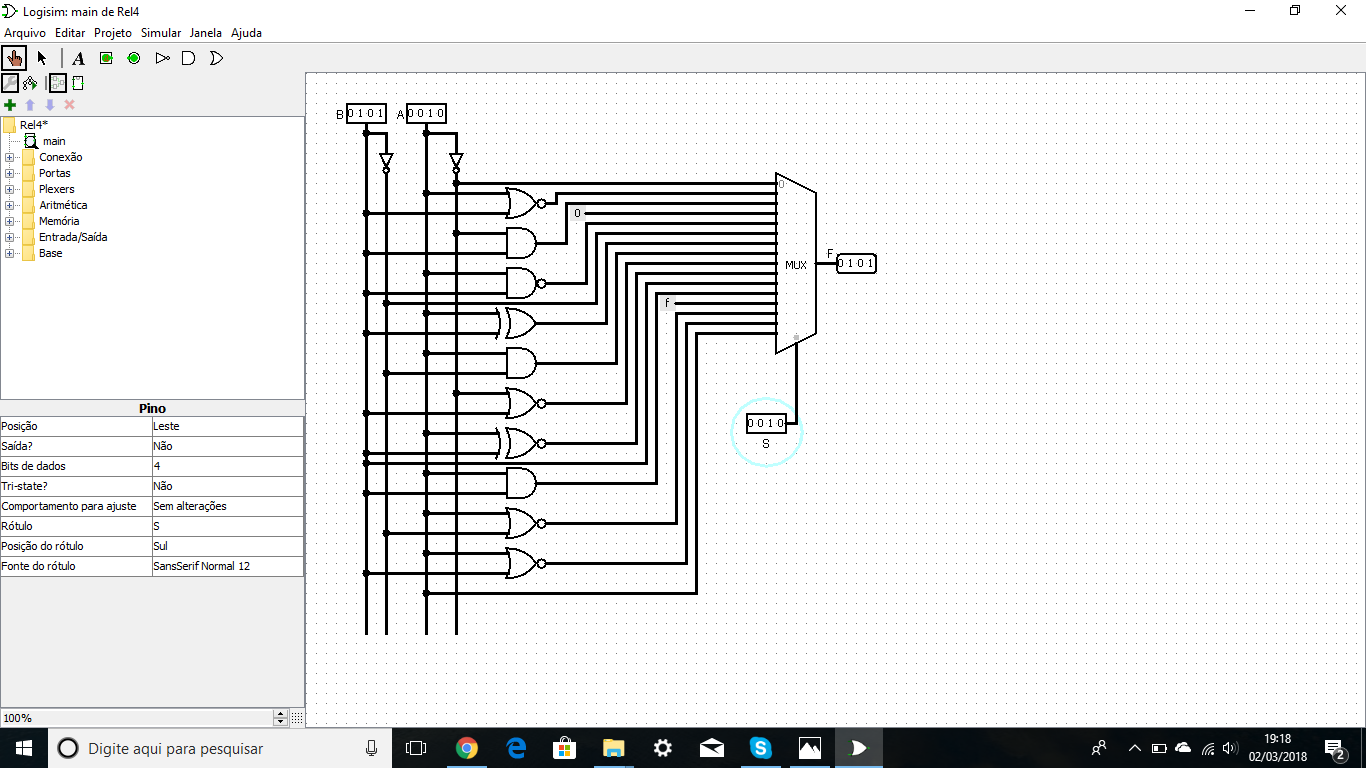 Logisim: main de Rel4
Arquivo Editar Projeto Simular Janela Ajuda
A
Rel4*
main
Conexão
Portas
Plexers
Aritmética
Memória
Entrada/Saída
Base
Pino
Posição Leste
Saída? Não
Bits de dados 4
Tri-state? Não
Comportamento para ajuste Sem alterações
Rótulo S
Posição do rótulo Sul
Fonte do rótulo SansSerif Normal 12
100%
B 0 1 0 1 A 0 0 1 0
0
0
MUX
F 0 1 0 1
f
0 0 1 0
S
Digite aqui para pesquisar
19:18
02/03/2018
2